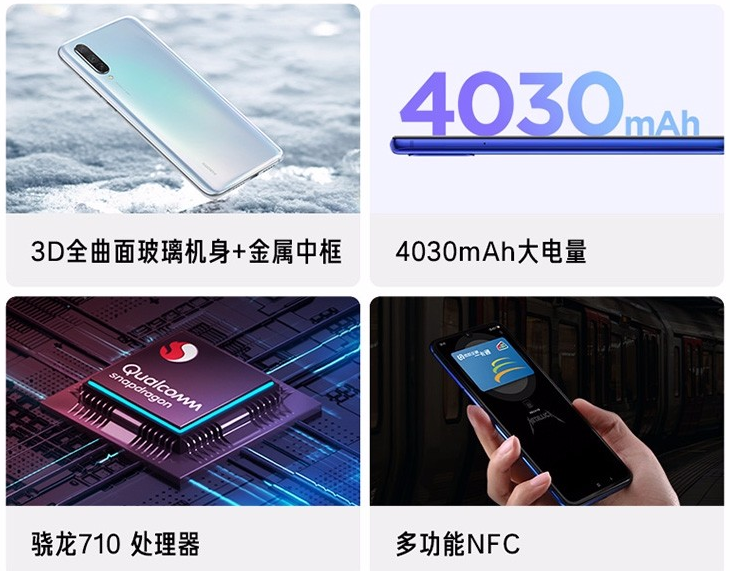 3D全曲面玻璃机身+金属中框
4030mAh
4030mAh大电量
Qualcomm
snapdragon
骁龙710 处理器
多功能NFC